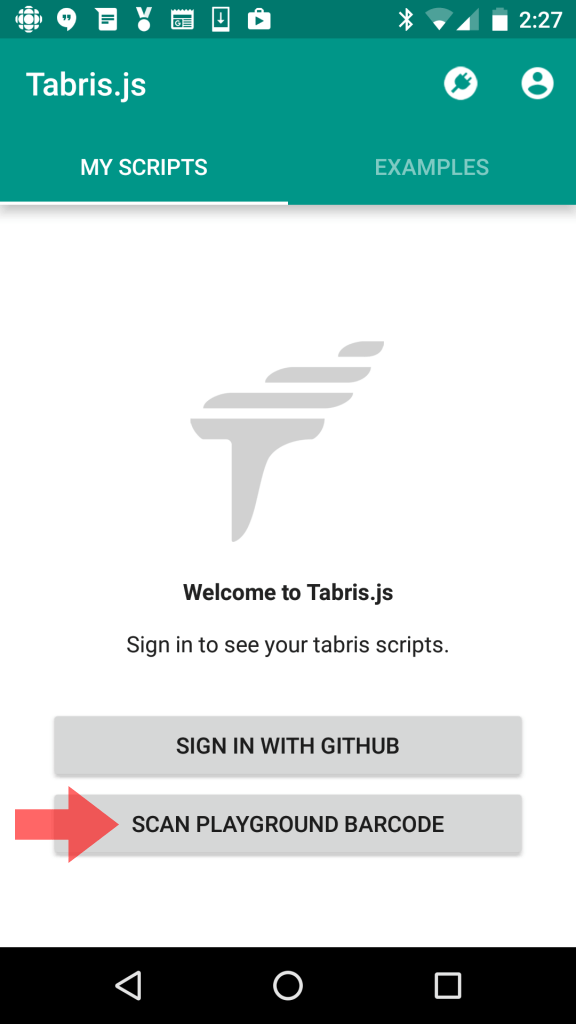 2:27
Tabris.js
MY SCRIPTS
EXAMPLES
Welcome to Tabris.js
Sign in to see your tabris scripts.
SIGN IN WITH GITHUB
SCAN PLAYGROUND BARCODE